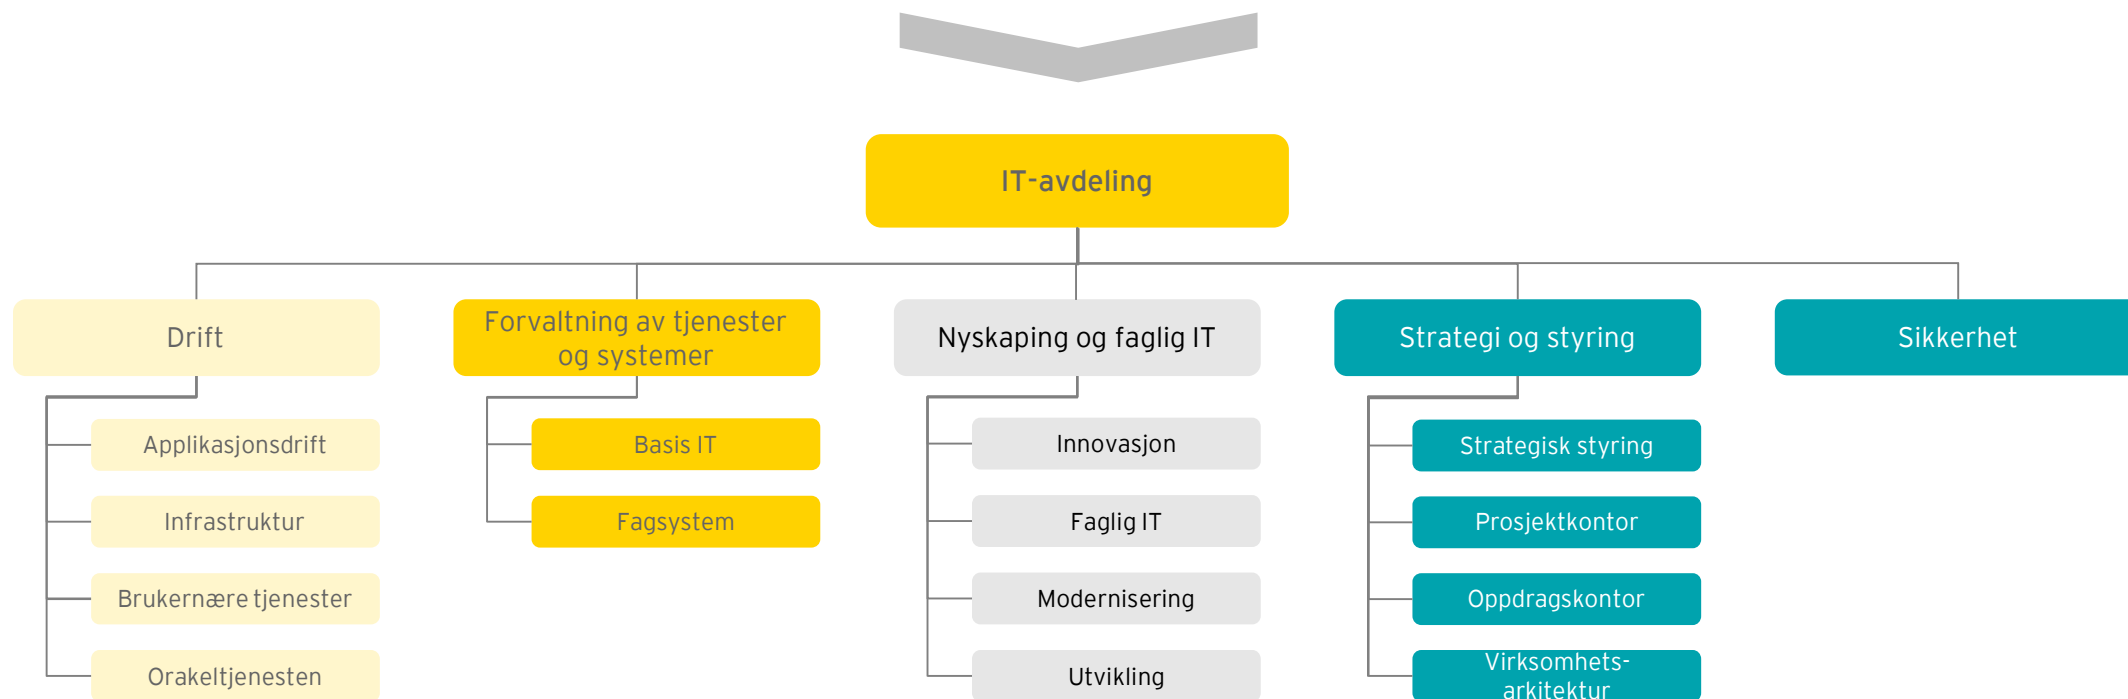 IT-avdeling
Drift
Forvaltning av tjenester
og systemer
Nyskaping og faglig IT
Strategi og styring
Sikkerhet
Applikasjonsdrift
Infrastruktur
Brukernære tjenester
Orakeltjenesten
Basis IT
Fagsystem
Innovasjon
Faglig IT
Modernisering
Utvikling
Strategisk styring
Prosjektkontor
Oppdragskontor
Virksomhets-
arkitektur